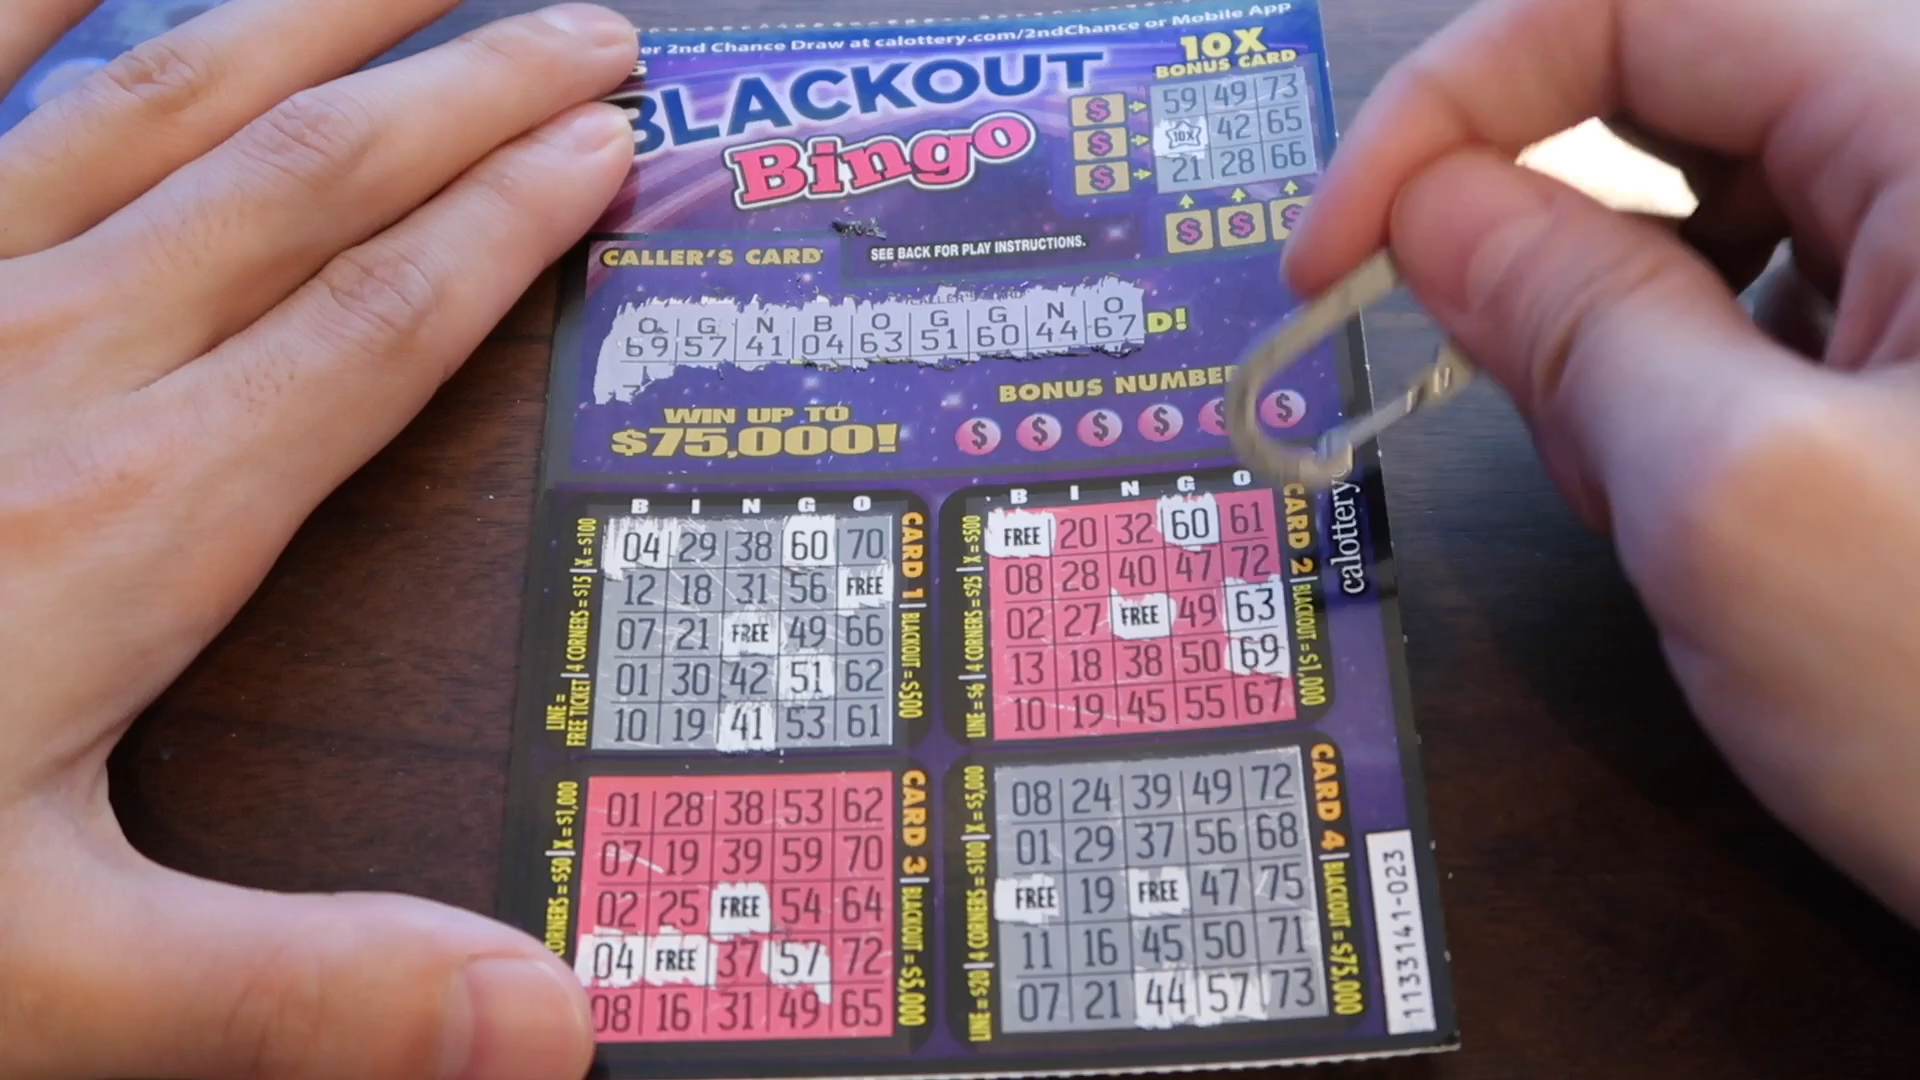 er 2nd Chance Draw at calottery.com/2ndChance or Mobile App
BLACKOUT
Bingo
10X
BONUS CARD
59 49 73
10X 42 65
21 28 66
$ $ $
$ $ $
CALLER'S CARD
SEE BACK FOR PLAY INSTRUCTIONS.
O G N B O G G N O
69 57 41 04 63 51 60 44 67
D!
WIN UP TO
$75,000!
BONUS NUMBE
$ $ $ $ $ $
B I N G O
04 29 38 60 70
12 18 31 56 FREE
07 21 FREE 49 66
01 30 42 51 62
10 19 41 53 61
LINE =
FREE TICKET | 4 CORNERS = $15 | X = $100
CARD 1 | BLACKOUT = $500
B I N G O
FREE 20 32 60 61
08 28 40 47 72
02 27 FREE 49 63
13 18 38 50 69
10 19 45 55 67
LINE = $6 | 4 CORNERS = $25 | X = $500
CARD 2 | BLACKOUT = $1,000
calottery
01 28 38 53 62
07 19 39 59 70
02 25 FREE 54 64
04 FREE 37 57 72
08 16 31 49 65
CORNERS = $50 | X = $1,000
CARD 3 | BLACKOUT = $5,000
08 24 39 49 72
01 29 37 56 68
FREE 19 FREE 47 75
11 16 45 50 71
07 21 44 57 73
LINE = $20 | 4 CORNERS = $100 | X = $5,000
CARD 4 | BLACKOUT = $75,000
1133141-023